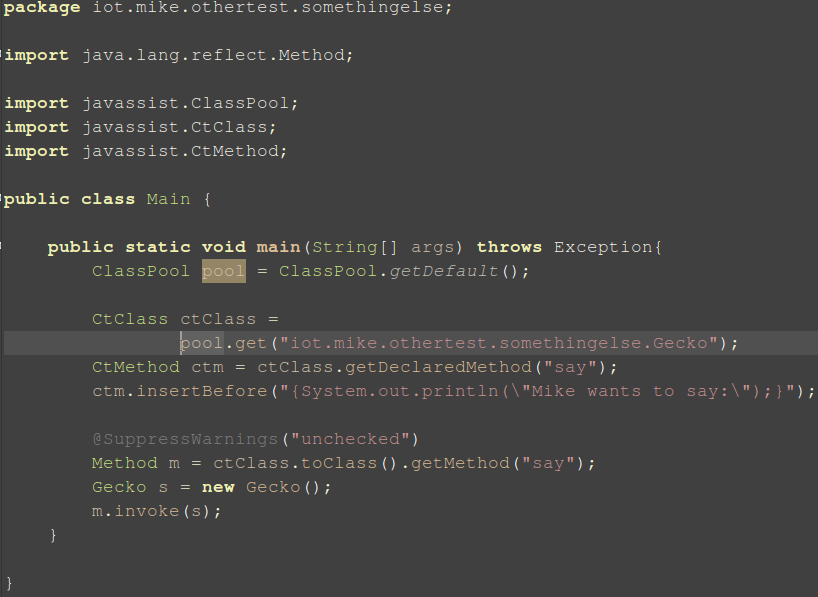 package iot.mike.othertest.somethingelse;
import java.lang.reflect.Method;
import javassist.ClassPool;
import javassist.CtClass;
import javassist.CtMethod;
public class Main {
public static void main(String[] args) throws Exception{
ClassPool pool = ClassPool.getDefault();
CtClass ctClass =
pool.get("iot.mike.othertest.somethingelse.Gecko");
CtMethod ctm = ctClass.getDeclaredMethod("say");
ctm.insertBefore("{System.out.println(\"Mike wants to say:\");}");
@SuppressWarnings("unchecked")
Method m = ctClass.toClass().getMethod("say");
Gecko s = new Gecko();
m.invoke(s);
}
}